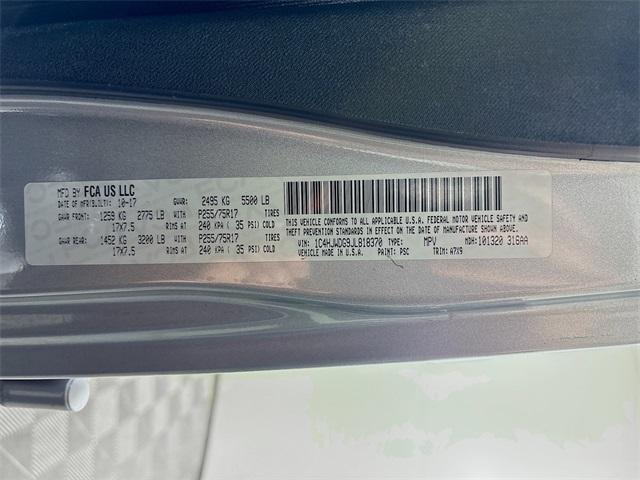 MFD BY FCA US LLC
DATE OF MFR(BUILT): 10-17 GVWR: 2495 KG 5500 LB
GAWR FRONT: 1259 KG 2775 LB WITH P255/75R17 TIRES
17X7.5 RIMS AT 240 KPA ( 35 PSI) COLD
GAWR REAR: 1452 KG 3200 LB WITH P255/75R17 TIRES
17X7.5 RIMS AT 240 KPA ( 35 PSI) COLD
THIS VEHICLE CONFORMS TO ALL APPLICABLE U.S.A. FEDERAL MOTOR VEHICLE SAFETY AND
THEFT PREVENTION STANDARDS IN EFFECT ON THE DATE OF MANUFACTURE SHOWN ABOVE.
VIN: 1C4HJWDG9JL818370 TYPE: MPV MDH: 101320 316AA
VEHICLE MADE IN U.S.A. PAINT: PSC TRIM: A7X9